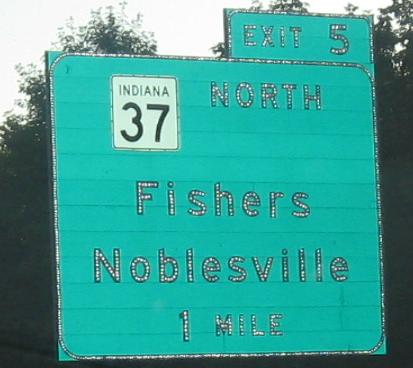 EXIT 5
INDIANA
37
NORTH
Fishers
Noblesville
1 MILE